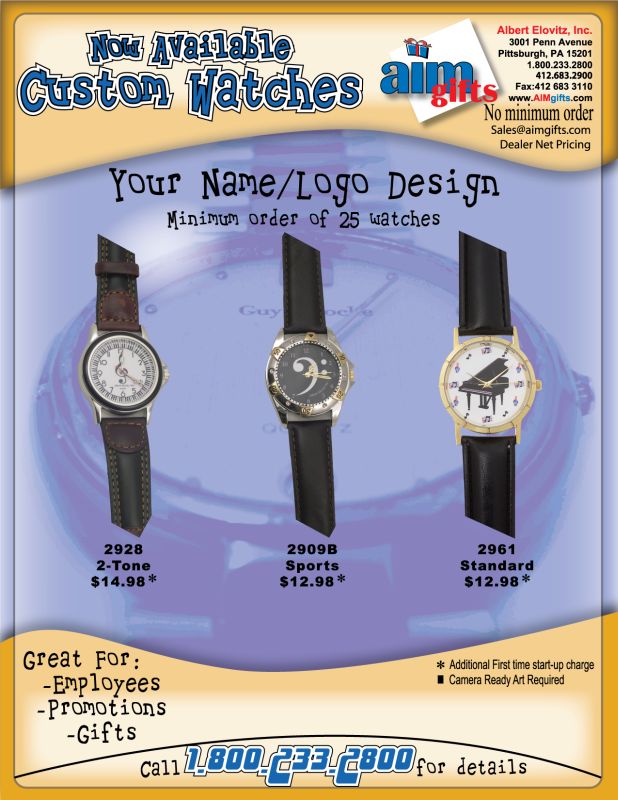 Now Available
Custom Watches
aim
gifts
Albert Elovitz, Inc.
3001 Penn Avenue
Pittsburgh, PA 15201
1.800.233.2800
412.683.2900
Fax:412 683 3110
www.AIMgifts.com
No minimum order
Sales@aimgifts.com
Dealer Net Pricing
Your Name/Logo Design
Minimum order of 25 watches
2928
2-Tone
$14.98*
2909B
Sports
$12.98*
2961
Standard
$12.98*
Great For:
-Employees
-Promotions
-Gifts
* Additional First time start-up charge
■ Camera Ready Art Required
Call 1.800.233.2800 for details